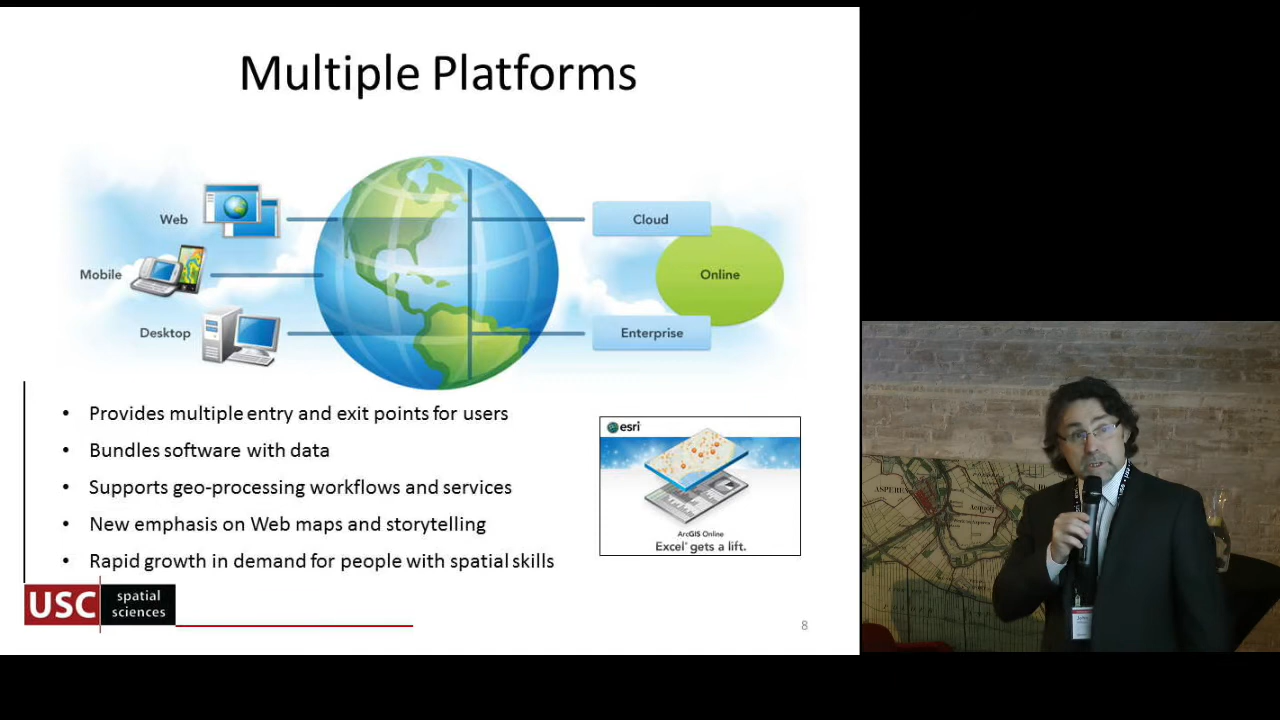 Multiple Platforms
Web
Mobile
Desktop
Cloud
Online
Enterprise
• Provides multiple entry and exit points for users
• Bundles software with data
• Supports geo-processing workflows and services
• New emphasis on Web maps and storytelling
• Rapid growth in demand for people with spatial skills
esri
ArcGIS Online
Excel® gets a lift.
USC
spatial
sciences
8
ASPEREN